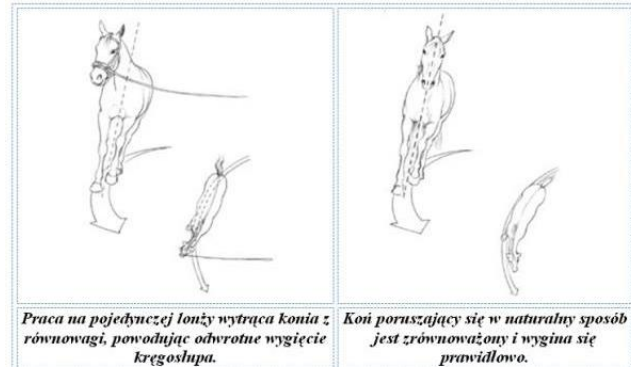 Praca na pojedynczej lonży wytrąca konia z
równowagi, powodując odwrotne wygięcie
kręgosłupa.
Koń poruszający się w naturalny sposób
jest zrównoważony i wygina się
prawidłowo.